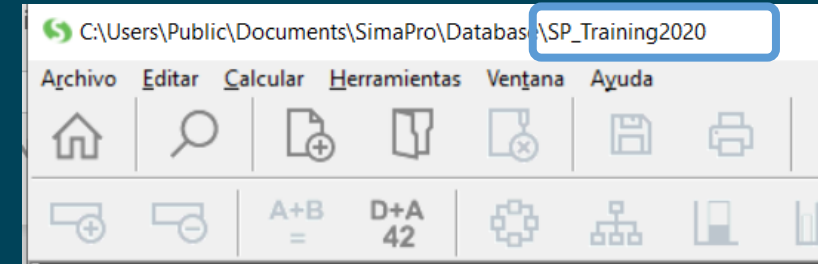 C:\Users\Public\Documents\SimaPro\Database\SP_Training2020
Archivo Editar Calcular Herramientas Ventana Ayuda
A+B
=
D+A
42